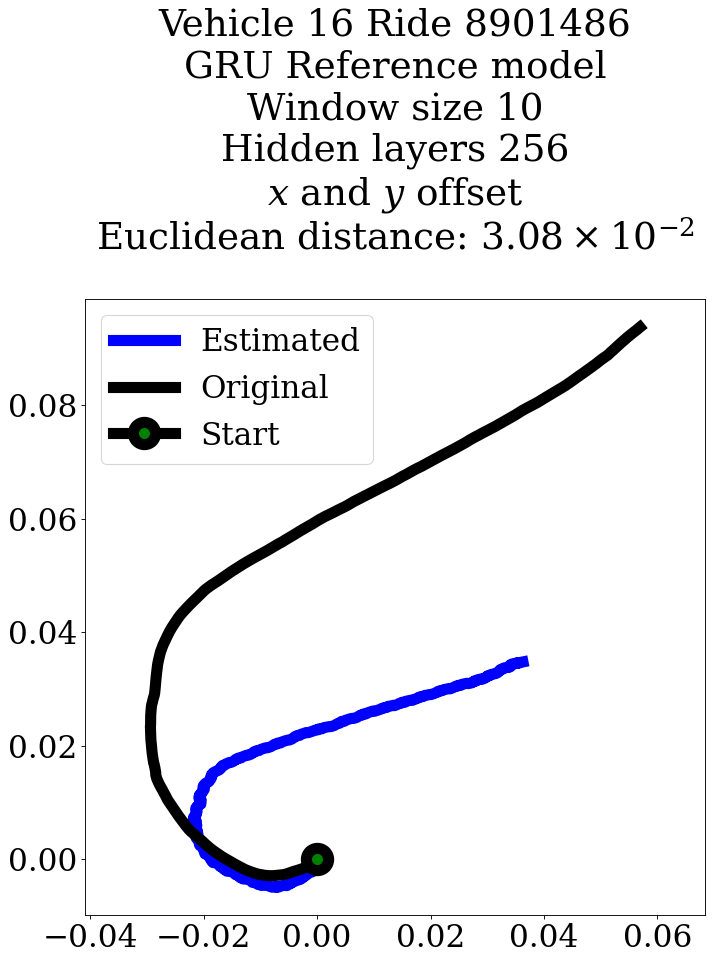 Vehicle 16 Ride 8901486
GRU Reference model
Window size 10
Hidden layers 256
x and y offset
Euclidean distance: 3.08 × 10⁻²
Estimated
Original
Start
0.08
0.06
0.04
0.02
0.00
−0.04 −0.02 0.00 0.02 0.04 0.06